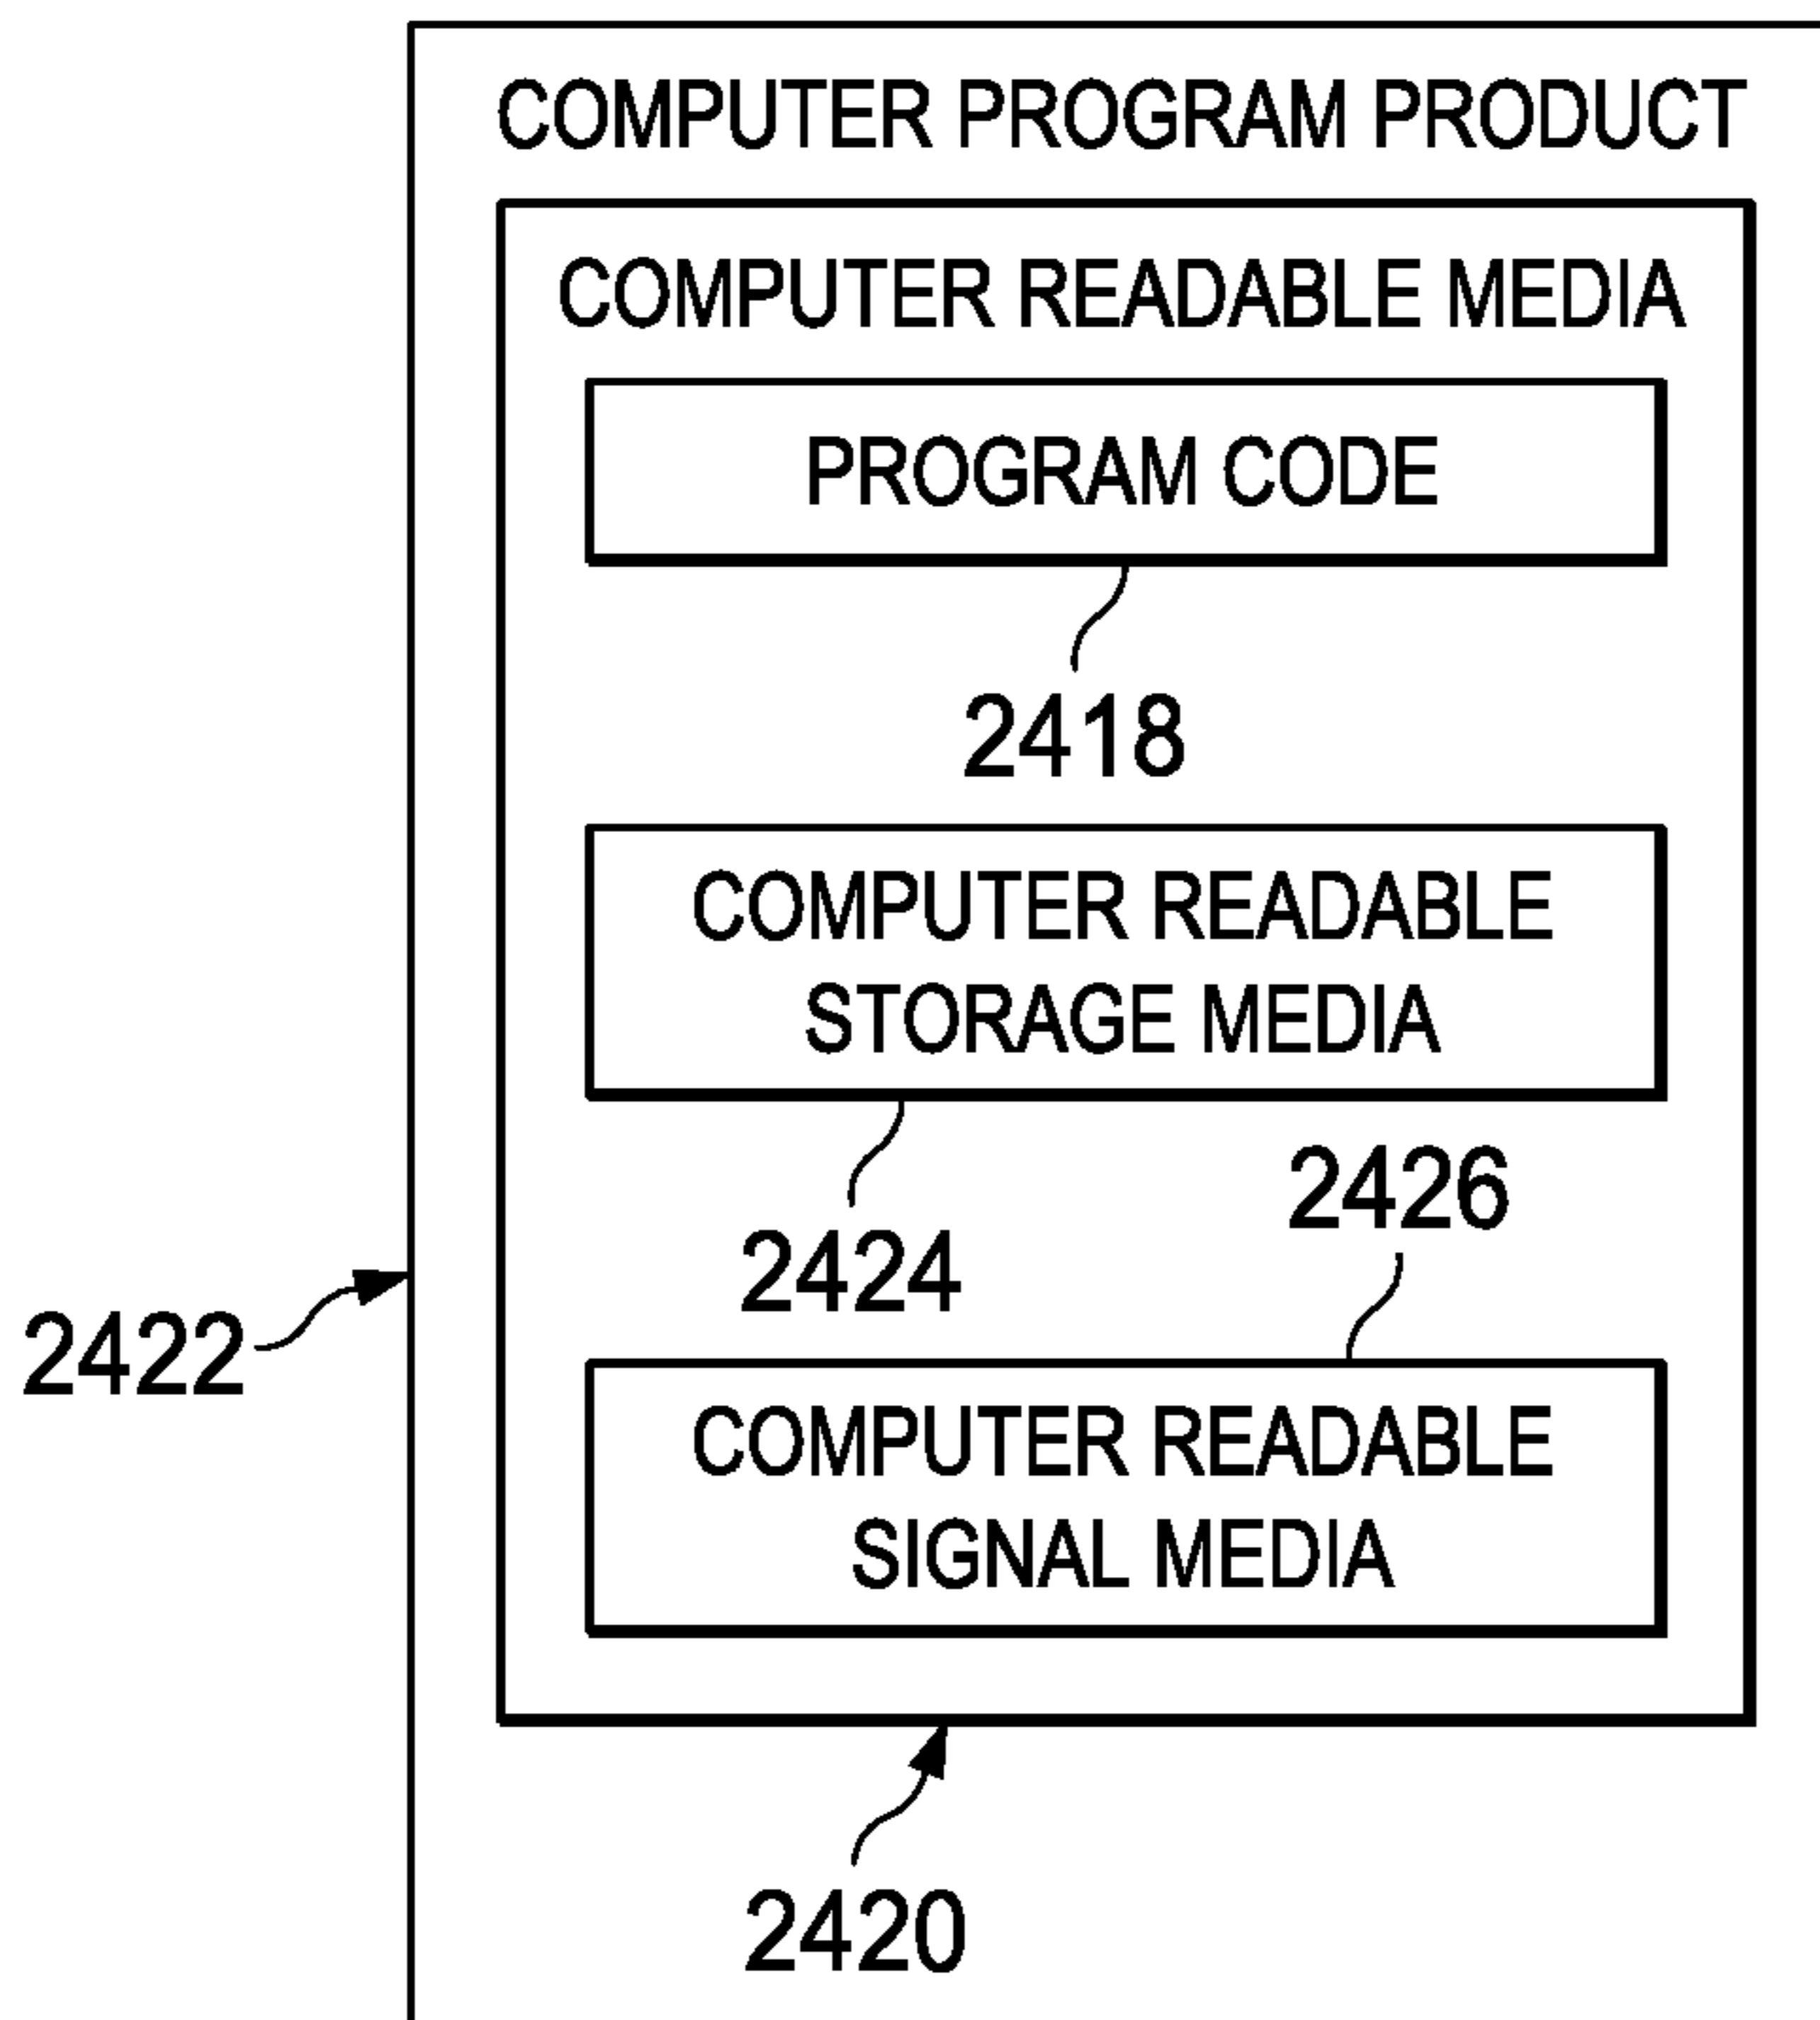 COMPUTER PROGRAM PRODUCT
COMPUTER READABLE MEDIA
PROGRAM CODE
2418
COMPUTER READABLE
STORAGE MEDIA
2424
2426
2422
COMPUTER READABLE
SIGNAL MEDIA
2420